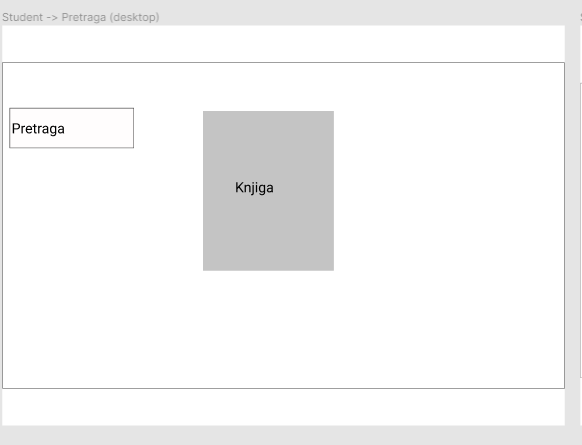 Student -> Pretraga (desktop)
Pretraga
Knjiga